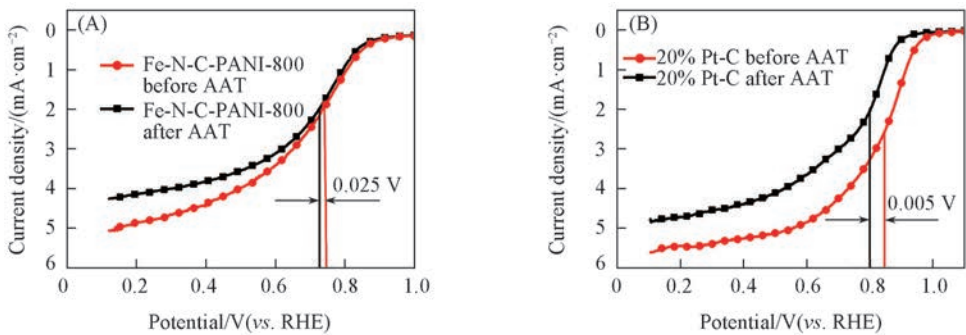 (A)
Fe-N-C-PANI-800
before AAT
Fe-N-C-PANI-800
after AAT
0.025 V
Current density/(mA·cm⁻²)
0
1
2
3
4
5
6
0 0.2 0.4 0.6 0.8 1.0
Potential/V(vs. RHE)
(B)
20% Pt-C before AAT
20% Pt-C after AAT
0.005 V
Current density/(mA·cm⁻²)
0
1
2
3
4
5
6
0 0.2 0.4 0.6 0.8 1.0
Potential/V(vs. RHE)